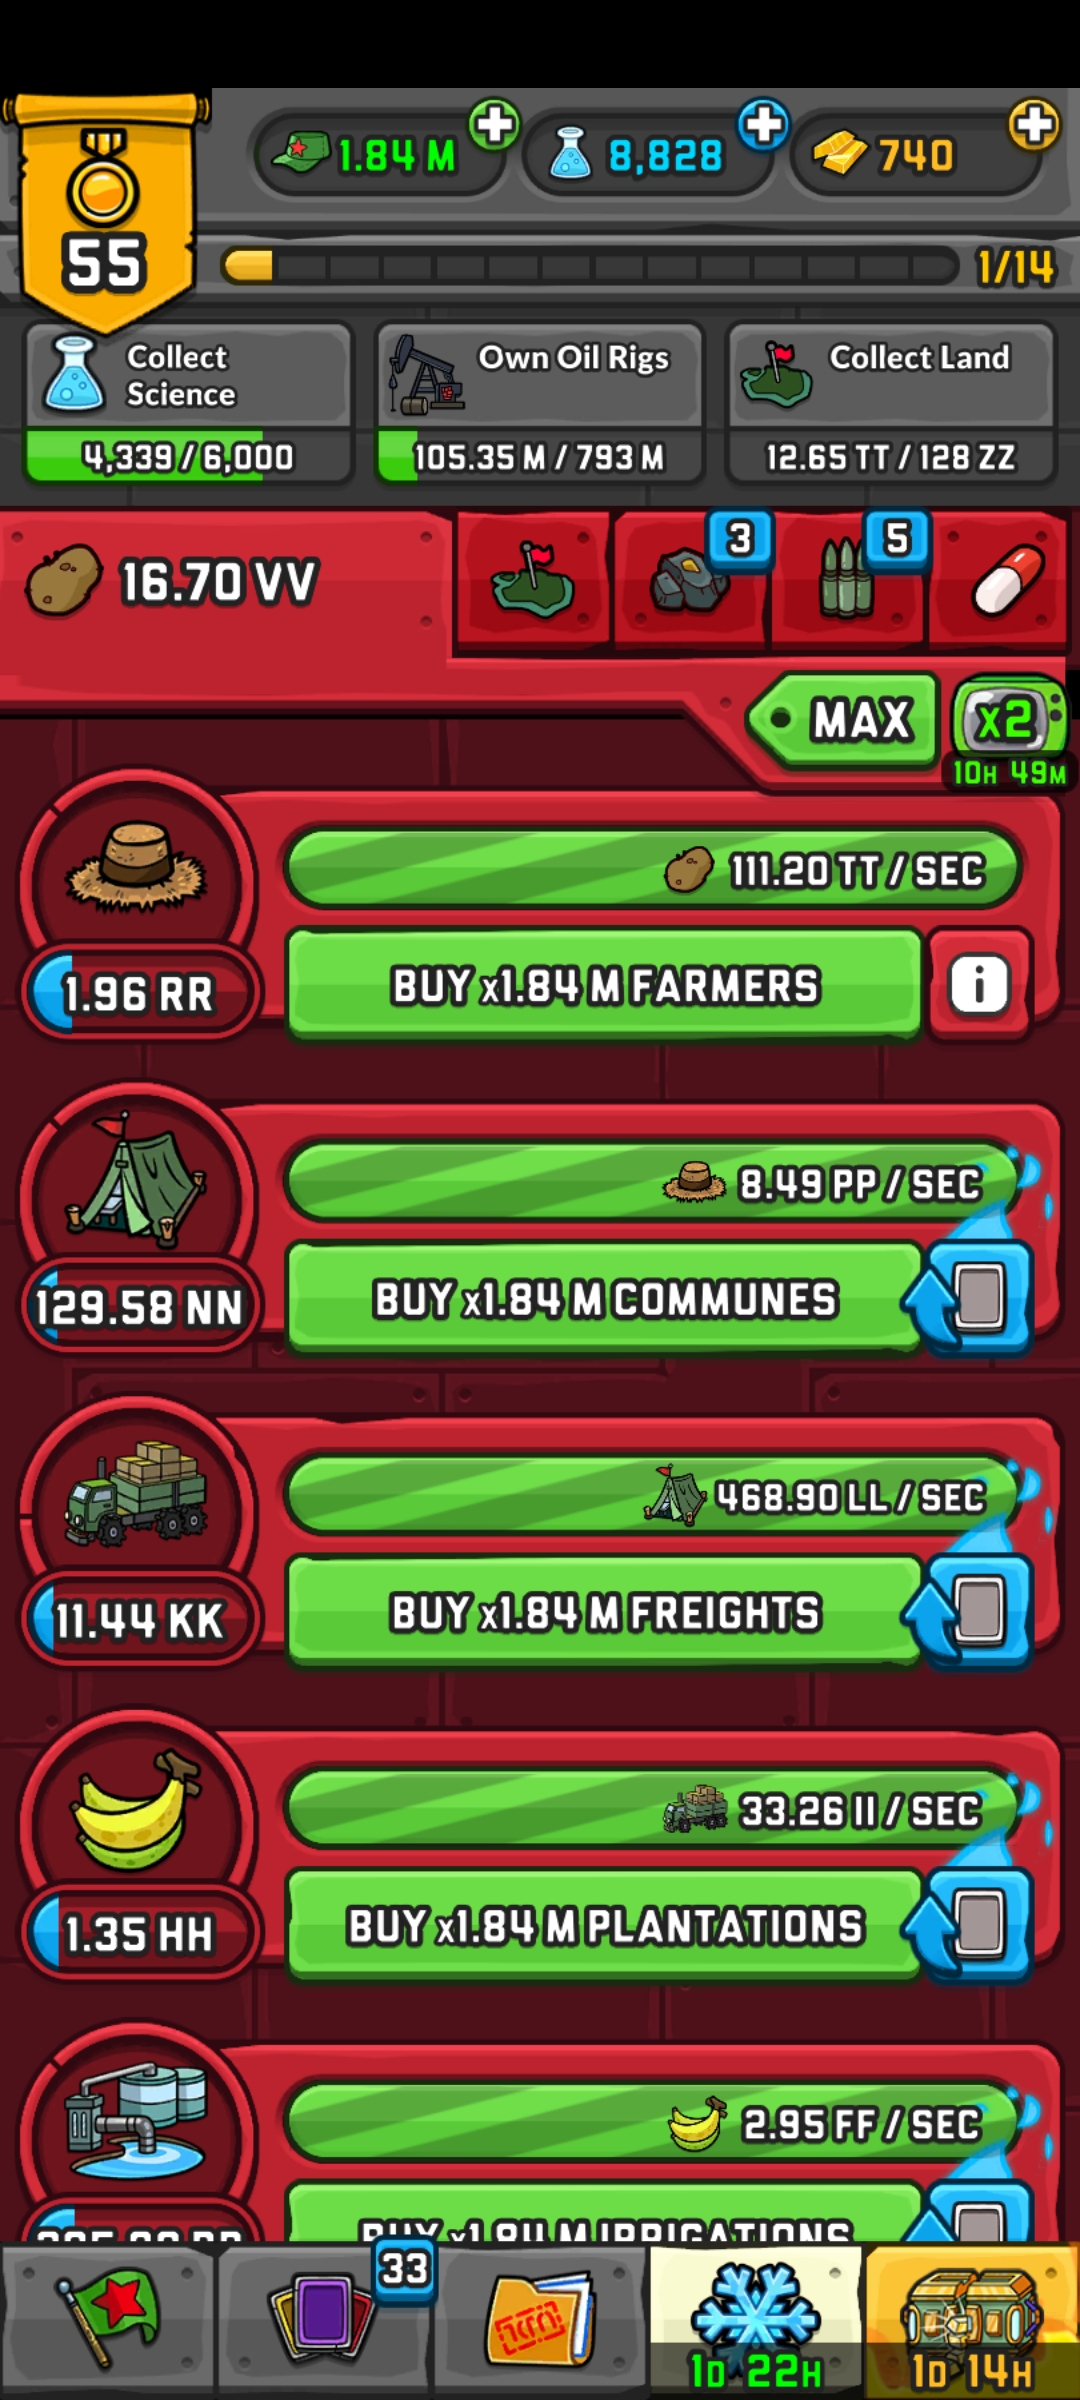 55
1.84 M
8,828
740
1/14
Collect
Science
4,339 / 6,000
Own Oil Rigs
105.35 M / 793 M
Collect Land
12.65 TT / 128 ZZ
16.70 VV
3
5
MAX
x2
10H 49M
111.20 TT / SEC
1.96 RR
BUY x1.84 M FARMERS
i
8.49 PP / SEC
129.58 NN
BUY x1.84 M COMMUNES
468.90 LL / SEC
11.44 KK
BUY x1.84 M FREIGHTS
33.26 II / SEC
1.35 HH
BUY x1.84 M PLANTATIONS
2.95 FF / SEC
BUY x1.84 M IRRIGATIONS
33
1D 22H
1D 14H